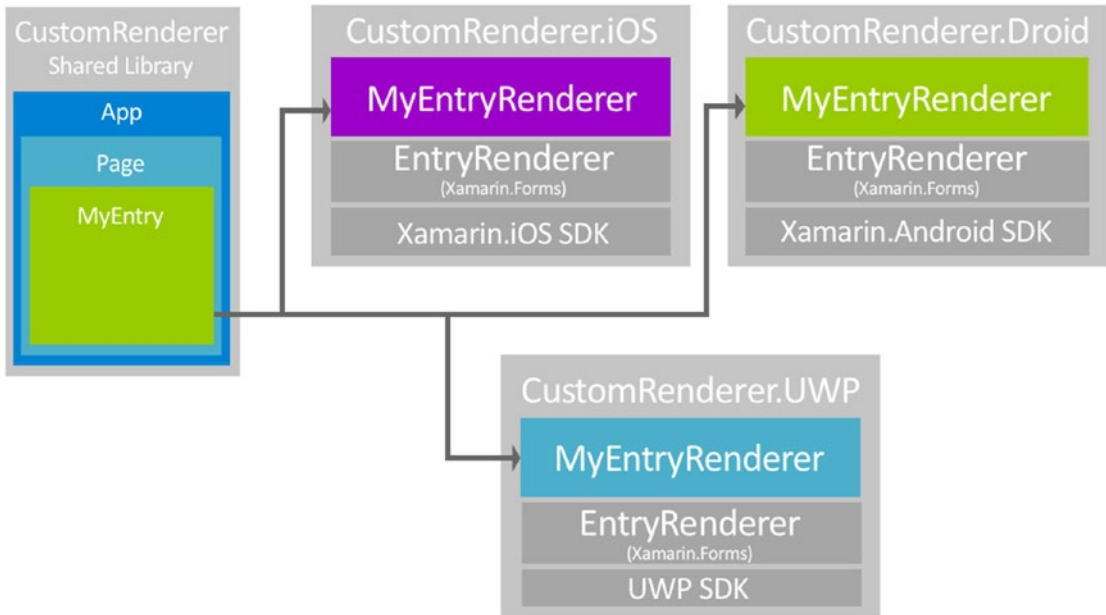 CustomRenderer
Shared Library
App
Page
MyEntry
CustomRenderer.iOS
MyEntryRenderer
EntryRenderer
(Xamarin.Forms)
Xamarin.iOS SDK
CustomRenderer.Droid
MyEntryRenderer
EntryRenderer
(Xamarin.Forms)
Xamarin.Android SDK
CustomRenderer.UWP
MyEntryRenderer
EntryRenderer
(Xamarin.Forms)
UWP SDK